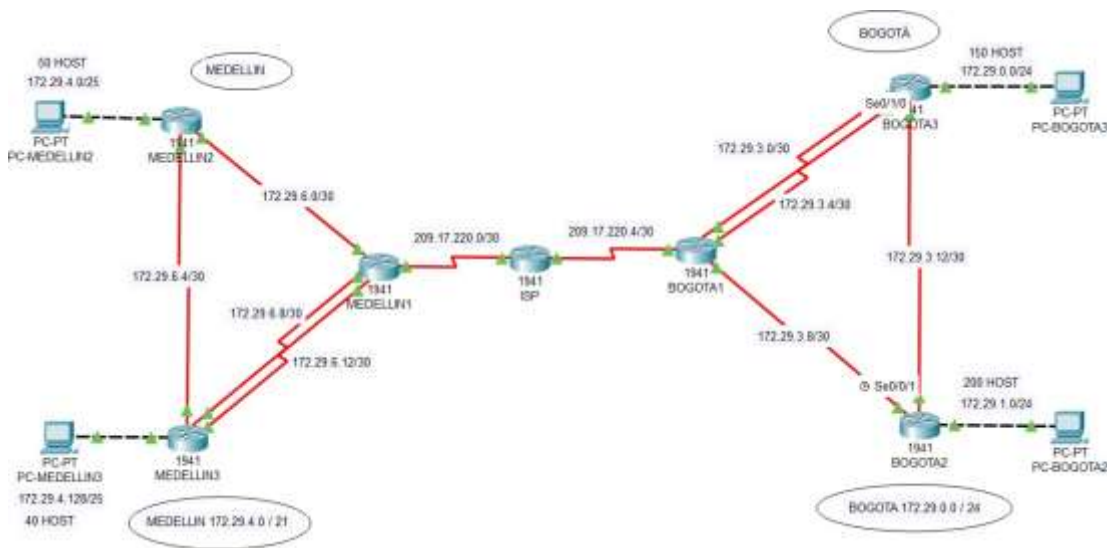 50 HOST
172.29.4.0/25
PC-PT
PC-MEDELLIN2
MEDELLIN
1941
MEDELLIN2
172.29.6.0/30
172.29.6.4/30
209.17.220.0/30
1941
MEDELLIN1
172.29.6.8/30
172.29.6.12/30
PC-PT
PC-MEDELLIN3
172.29.4.128/25
40 HOST
1941
MEDELLIN3
MEDELLIN 172.29.4.0 / 21
1941
ISP
209.17.220.4/30
BOGOTÁ
150 HOST
172.29.0.0/24
Se0/1/0
41
BOGOTA3
PC-PT
PC-BOGOTA3
172.29.3.0/30
172.29.3.4/30
1941
BOGOTA1
172.29.3.12/30
172.29.3.8/30
Se0/0/1
200 HOST
172.29.1.0/24
1941
BOGOTA2
PC-PT
PC-BOGOTA2
BOGOTA 172.29.0.0 / 24